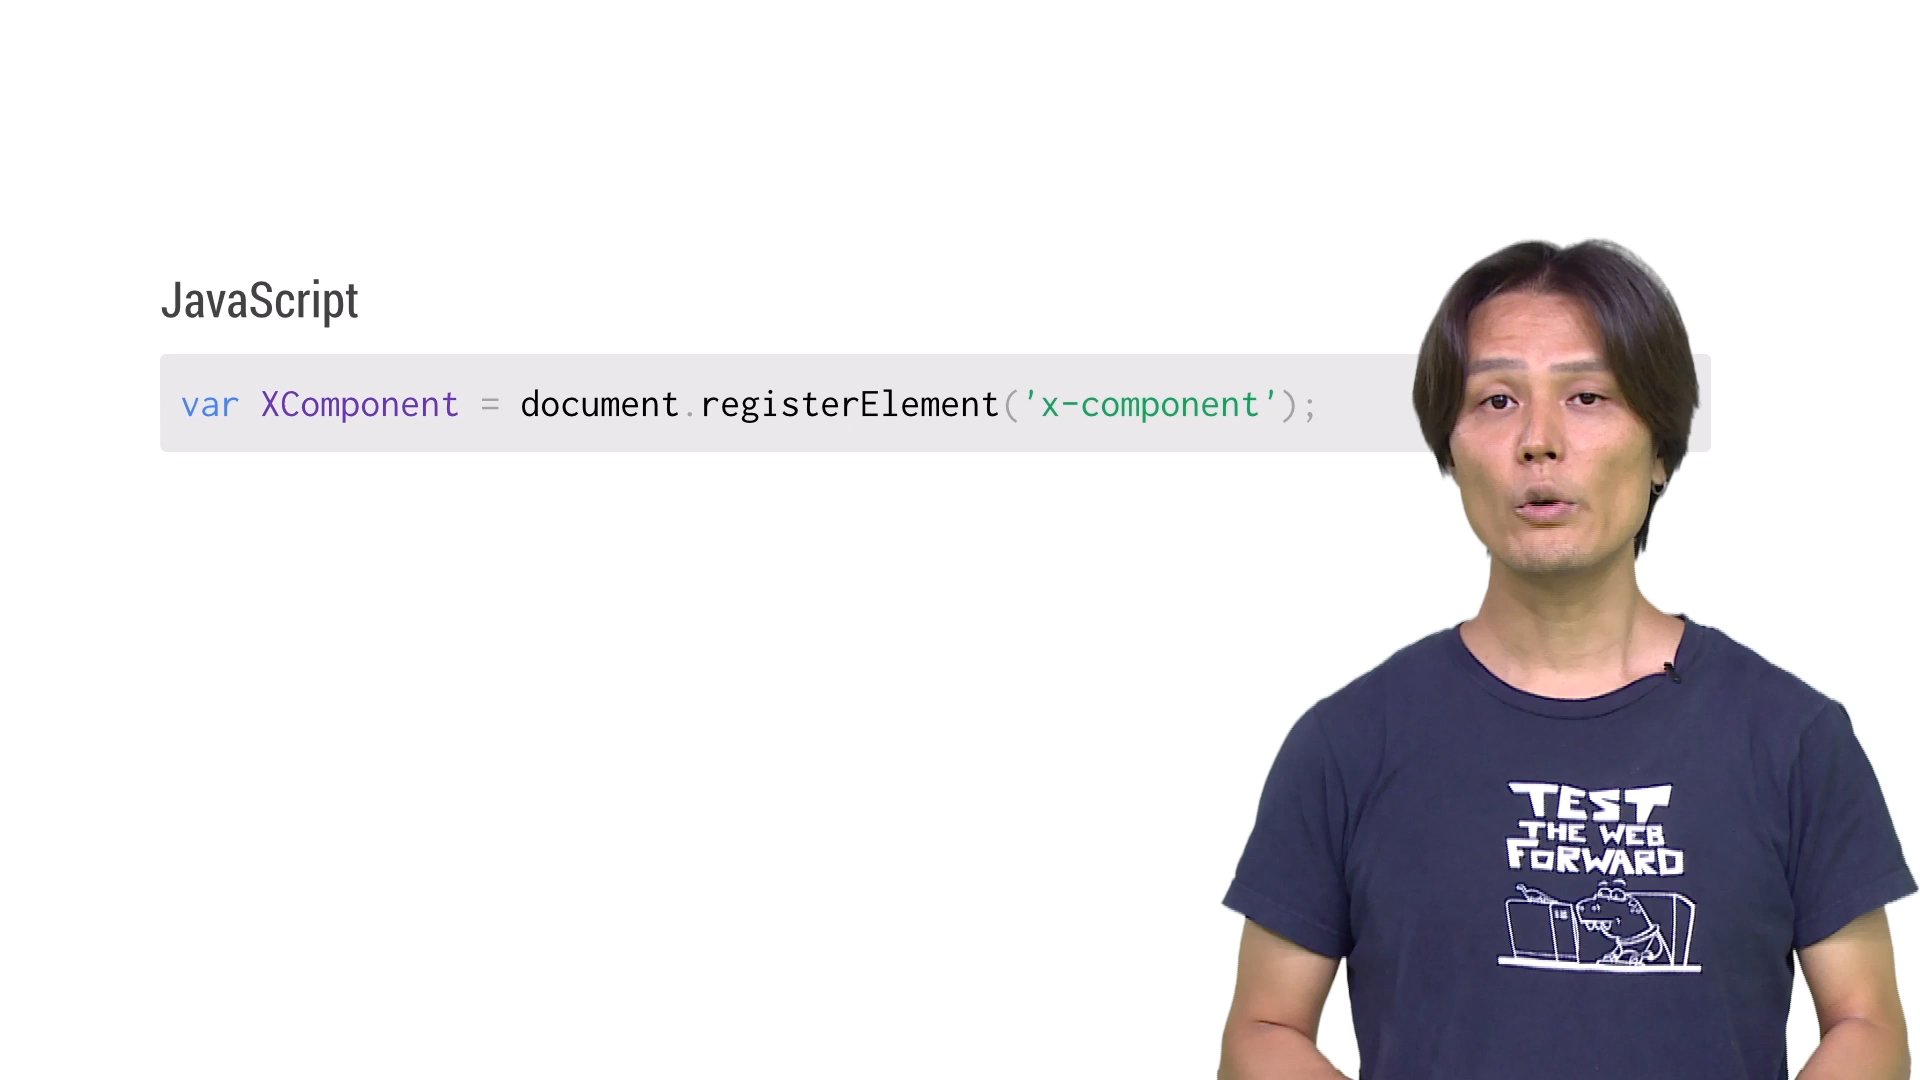 JavaScript
var XComponent = document.registerElement('x-component');
TEST
THE WEB
FORWARD